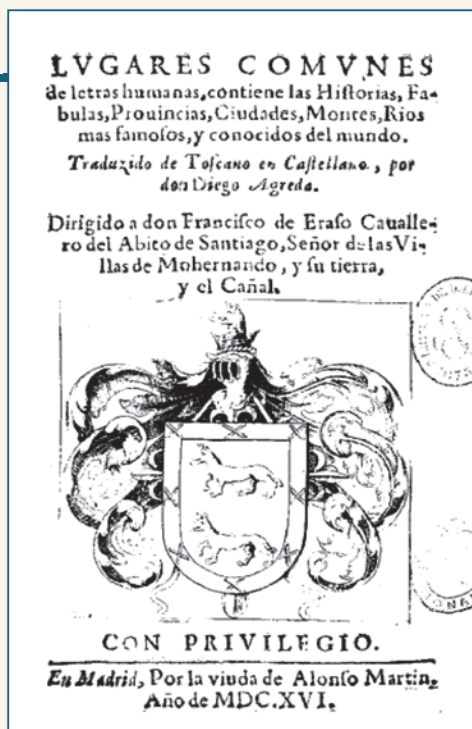 LVGARES COMVNES
de letras humanas, contiene las Hiſtorias, Fa-
bulas, Prouincias, Ciudades, Montes, Rios
mas famoſos, y conocidos del mundo.
Traduzido de Toſcano en Caſtellano, por
don Diego Agreda.
Dirigido a don Franciſco de Eraſo Caualle-
ro del Abito de Santiago, Señor de las Vi-
llas de Mohernando, y ſu tierra,
y el Cañal.
CON PRIVILEGIO.
En Madrid, Por la viuda de Alonſo Martin,
Año de MDC.XVI.